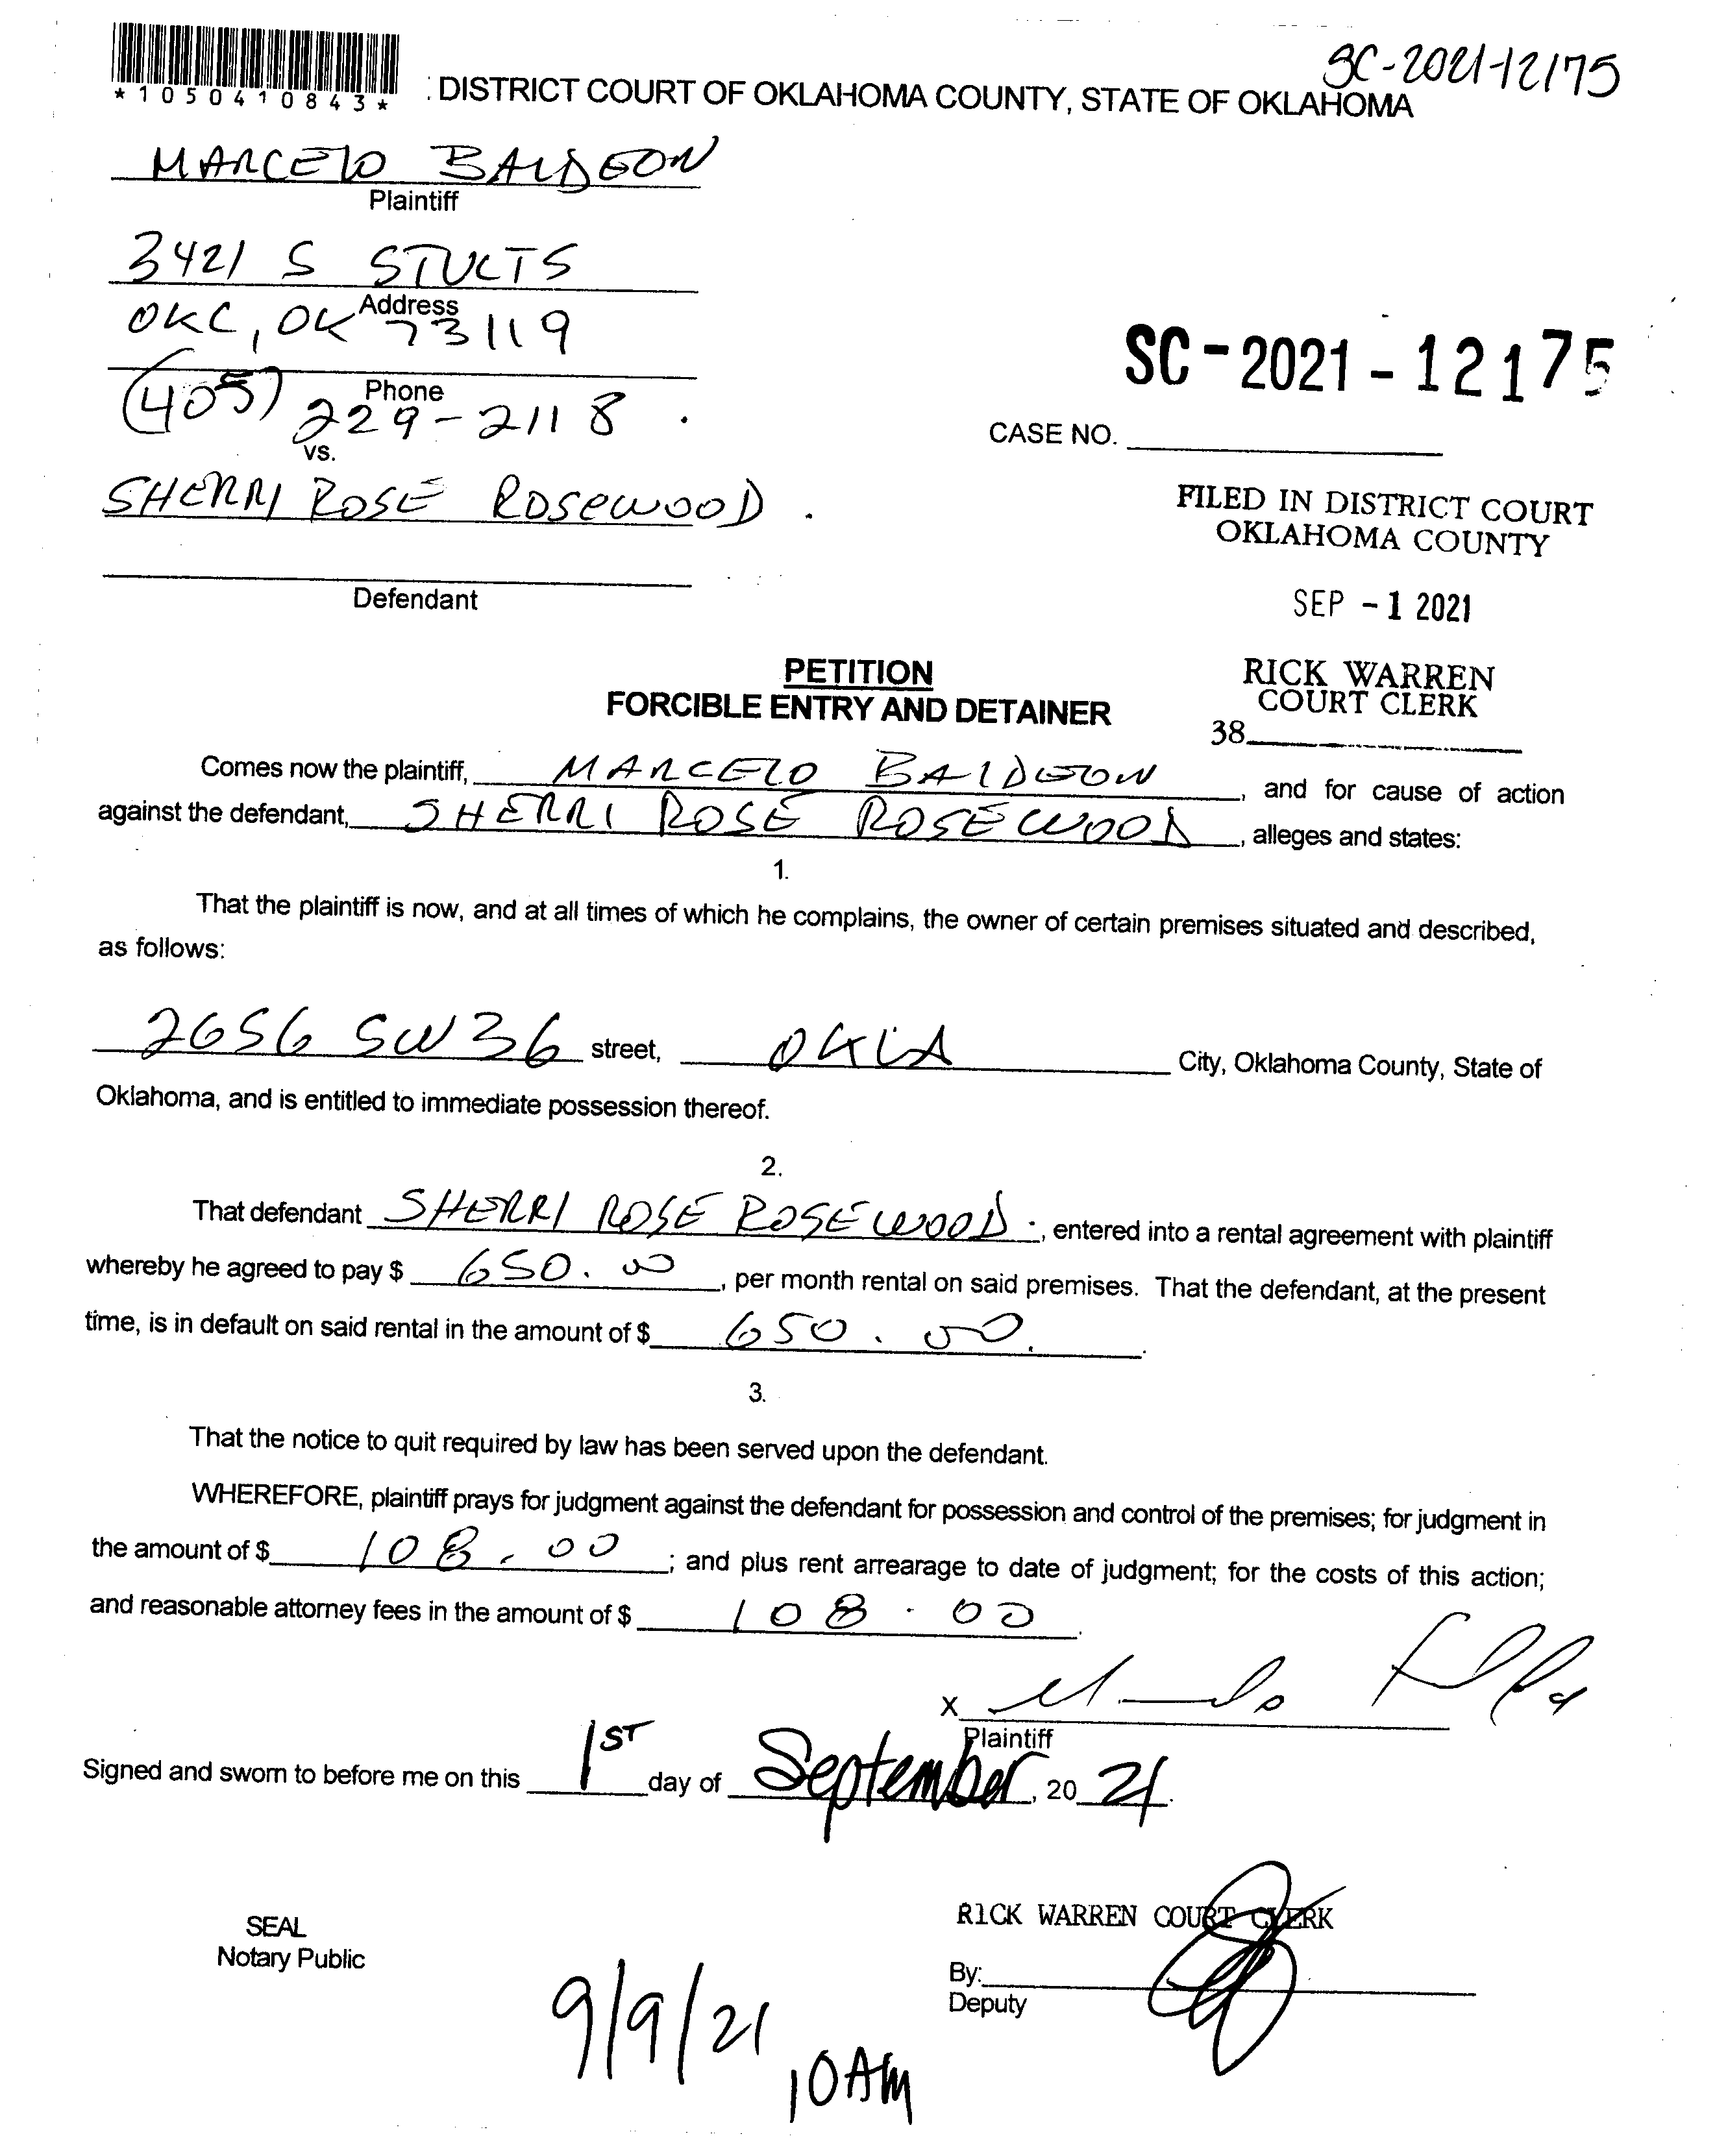 SC-2021-12175
*1050410843*
: DISTRICT COURT OF OKLAHOMA COUNTY, STATE OF OKLAHOMA
MARCELO BALDEON
Plaintiff
3421 S STULTS
Address
OKC, OK 73119
Phone
(405) 229-2118
vs.
SHERRI ROSE ROSEWOOD
Defendant
SC-2021-12175
CASE NO.
FILED IN DISTRICT COURT
OKLAHOMA COUNTY
SEP -1 2021
RICK WARREN
COURT CLERK
38
PETITION
FORCIBLE ENTRY AND DETAINER
Comes now the plaintiff, MARCELO BALDEON, and for cause of action
against the defendant, SHERRI ROSE ROSEWOOD, alleges and states:
1.
That the plaintiff is now, and at all times of which he complains, the owner of certain premises situated and described,
as follows:
2656 SW 36 street, OKLA City, Oklahoma County, State of
Oklahoma, and is entitled to immediate possession thereof.
2.
That defendant SHERRI ROSE ROSEWOOD, entered into a rental agreement with plaintiff
whereby he agreed to pay $ 650.00, per month rental on said premises. That the defendant, at the present
time, is in default on said rental in the amount of $ 650.00.
3.
That the notice to quit required by law has been served upon the defendant.
WHEREFORE, plaintiff prays for judgment against the defendant for possession and control of the premises; for judgment in
the amount of $ 108.00; and plus rent arrearage to date of judgment; for the costs of this action;
and reasonable attorney fees in the amount of $ 108.00.
X
Plaintiff
Signed and sworn to before me on this 1ST day of September, 2021.
RICK WARREN COURT CLERK
SEAL
Notary Public
By:
Deputy
9/9/21
10AM